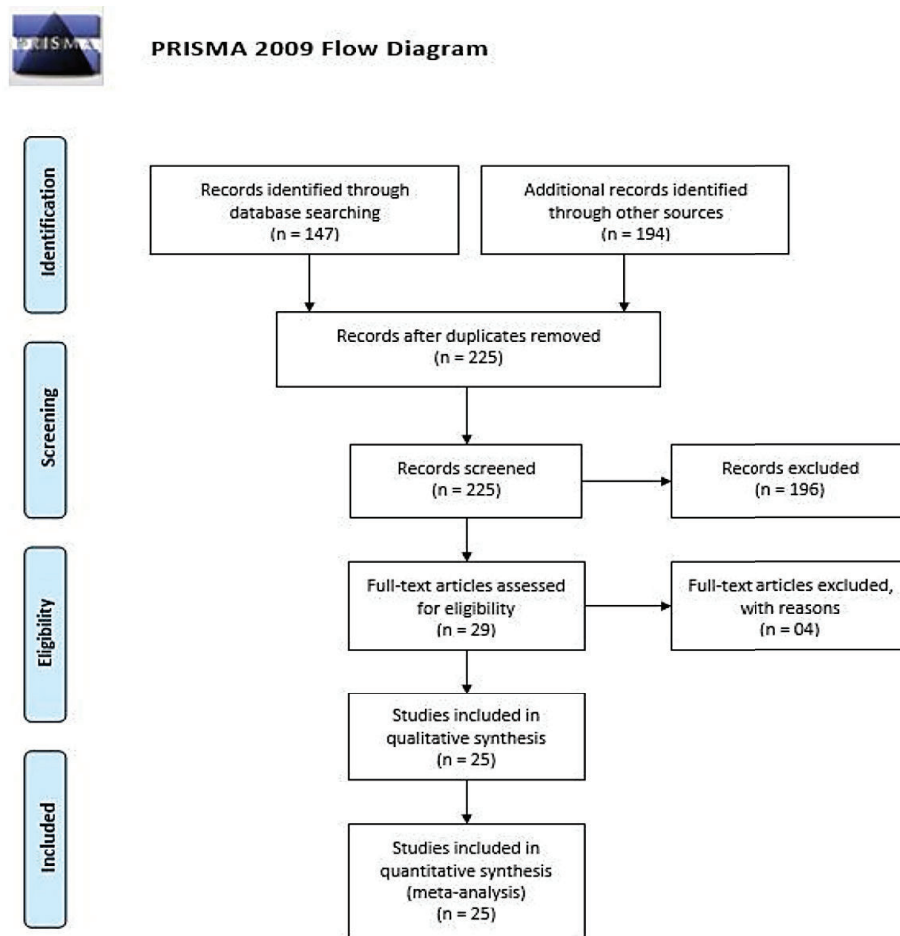 PRISMA
PRISMA 2009 Flow Diagram
Identification
Records identified through
database searching
(n = 147)
Additional records identified
through other sources
(n = 194)
Records after duplicates removed
(n = 225)
Screening
Records screened
(n = 225)
Records excluded
(n = 196)
Eligibility
Full-text articles assessed
for eligibility
(n = 29)
Full-text articles excluded,
with reasons
(n = 04)
Studies included in
qualitative synthesis
(n = 25)
Included
Studies included in
quantitative synthesis
(meta-analysis)
(n = 25)